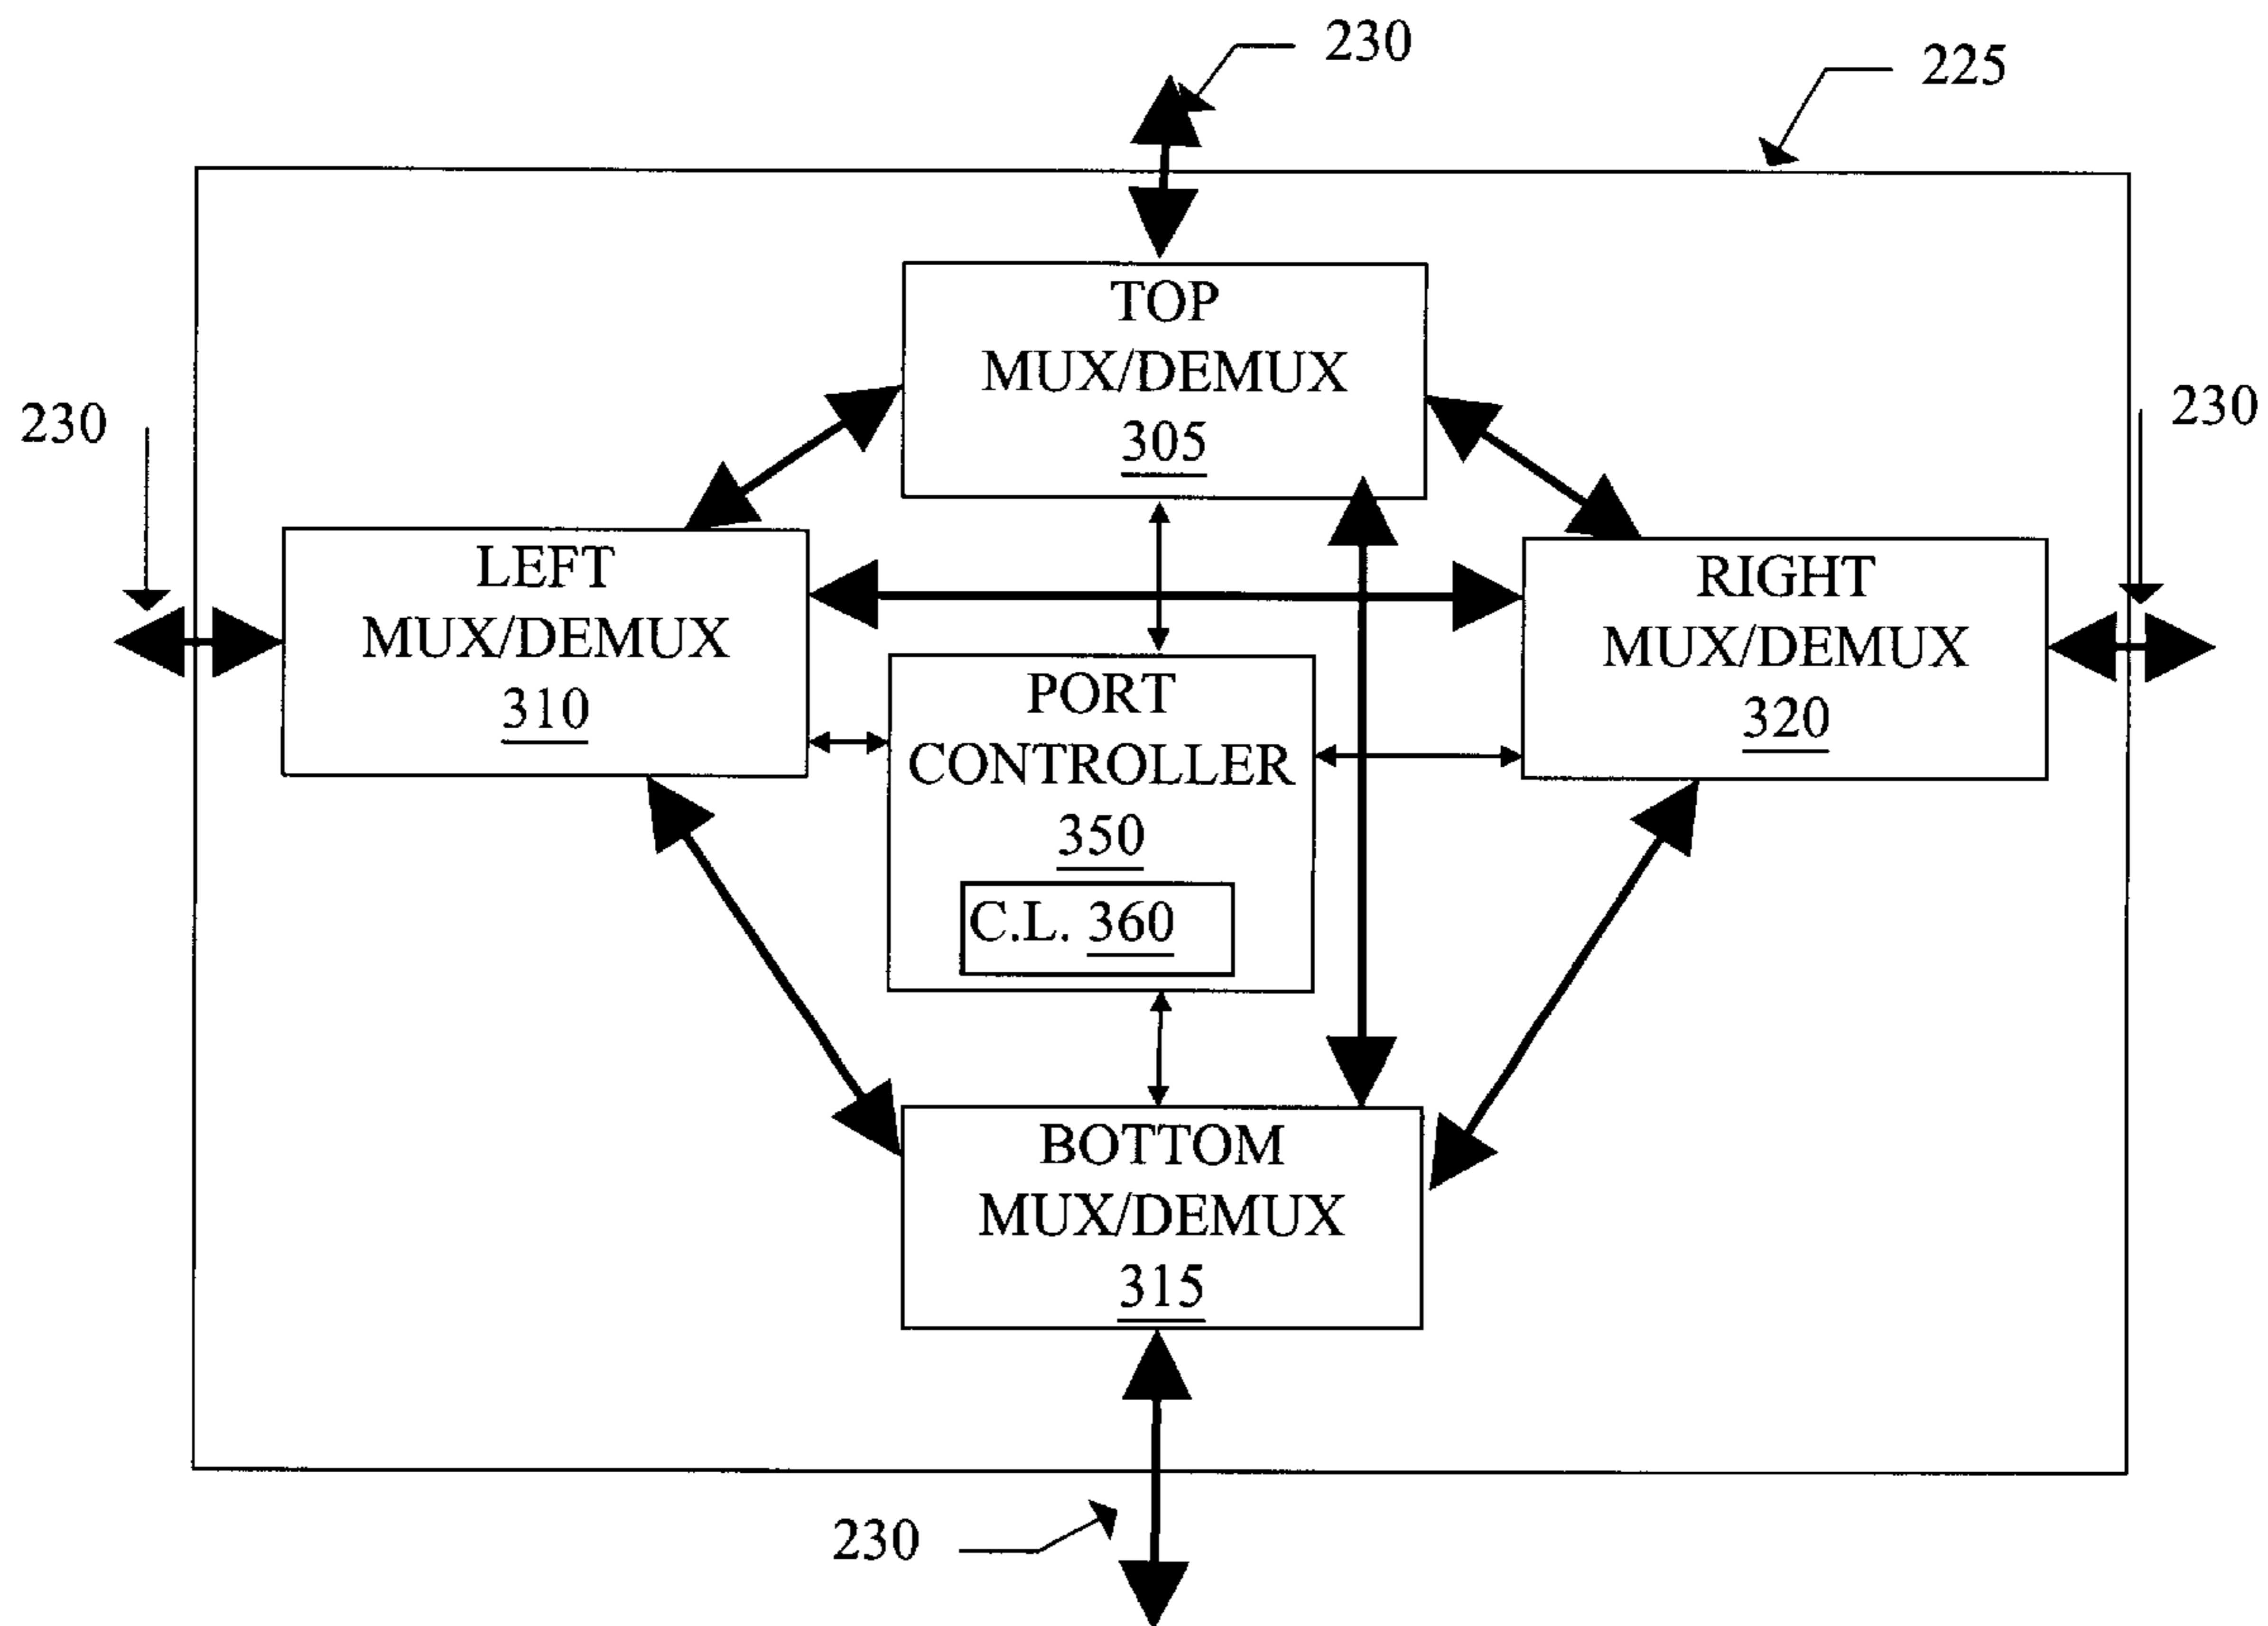 230
225
TOP
MUX/DEMUX
305
230
230
LEFT
MUX/DEMUX
310
RIGHT
MUX/DEMUX
320
PORT
CONTROLLER
350
C.L. 360
BOTTOM
MUX/DEMUX
315
230